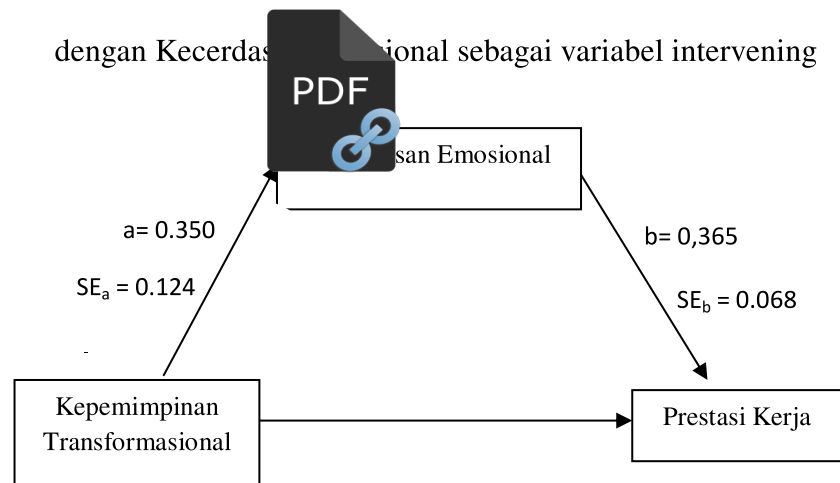 dengan Kecerdas ional sebagai variabel intervening
PDF
san Emosional
a= 0.350
b= 0,365
SEa = 0.124
SEb = 0.068
-
Kepemimpinan
Transformasional
Prestasi Kerja